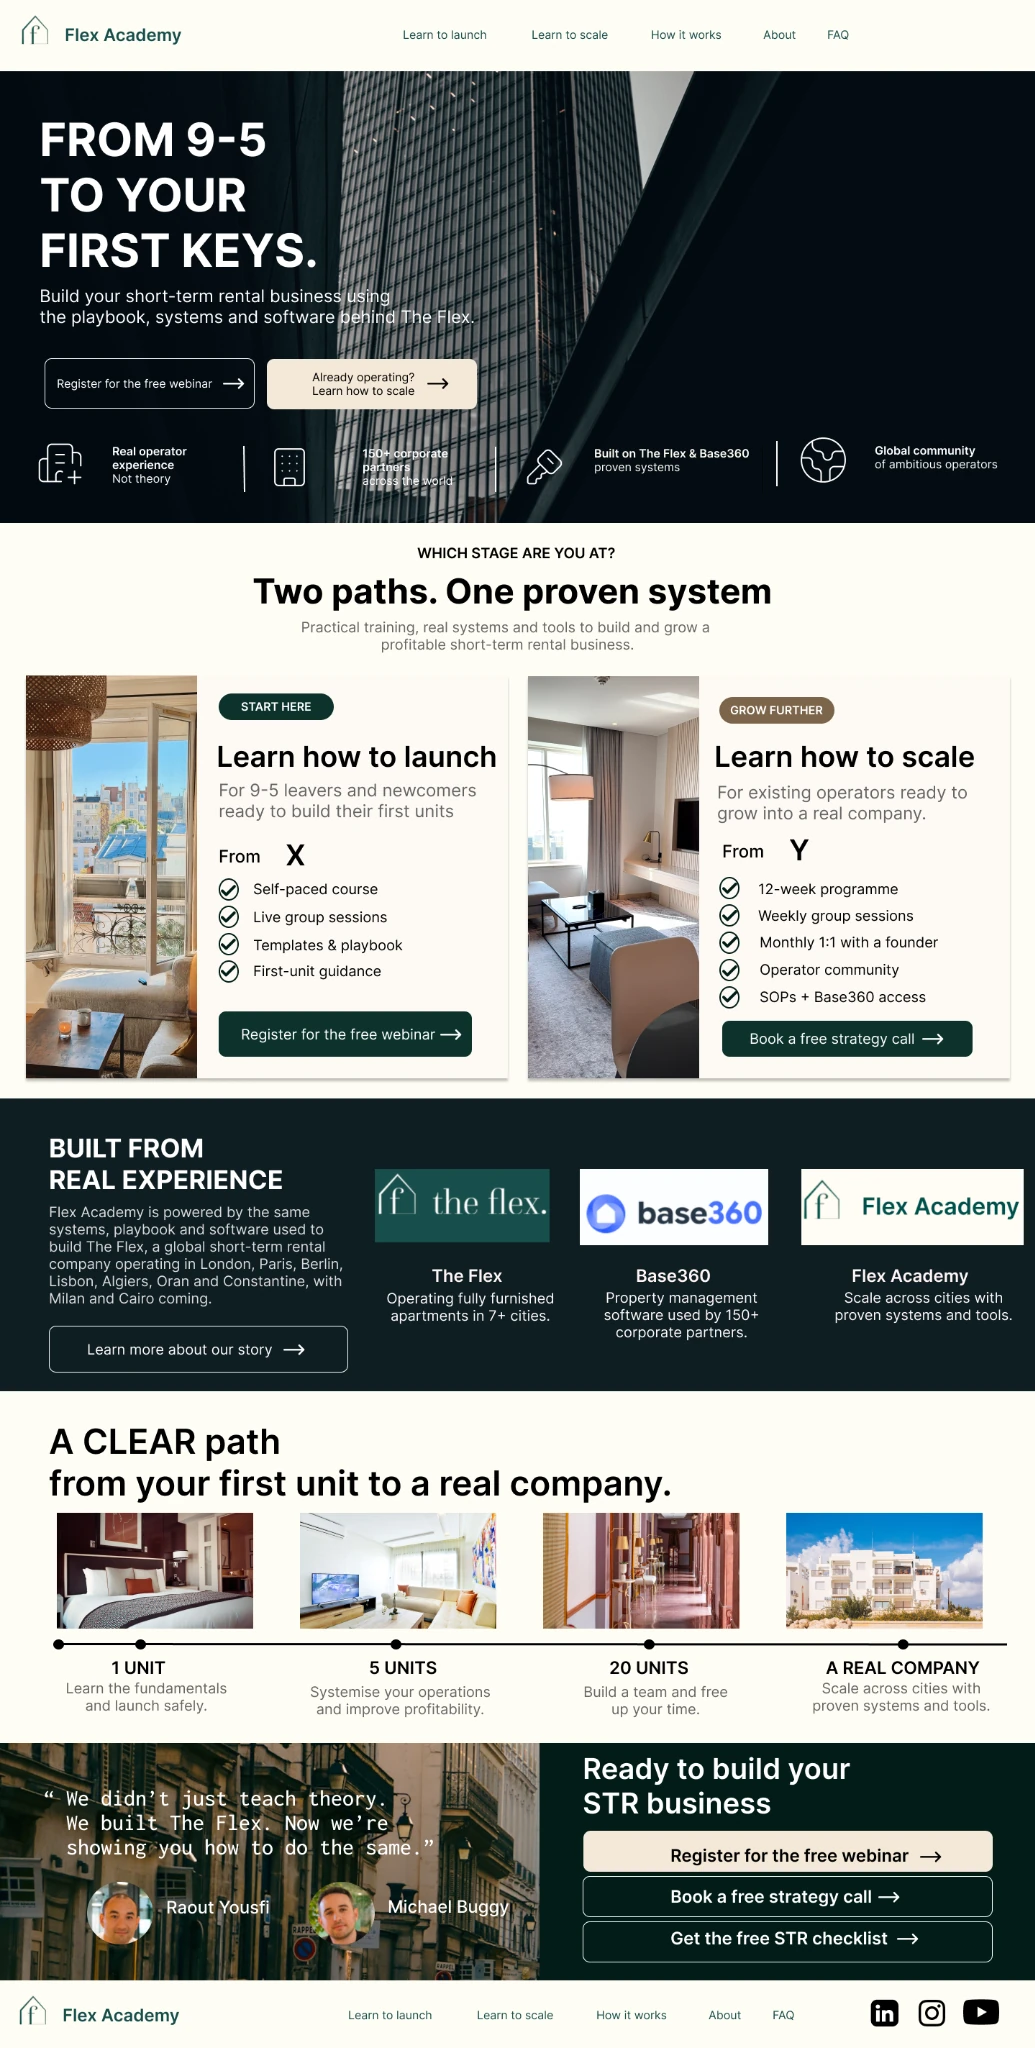 Flex Academy
Learn to launch
Learn to scale
How it works
About
FAQ
FROM 9-5
TO YOUR
FIRST KEYS.
Build your short-term rental business using
the playbook, systems and software behind The Flex.
Register for the free webinar
Already operating?
Learn how to scale
Real operator
experience
Not theory
150+ corporate
partners
across the world
Built on The Flex & Base360
proven systems
Global community
of ambitious operators
WHICH STAGE ARE YOU AT?
Two paths. One proven system
Practical training, real systems and tools to build and grow a
profitable short-term rental business.
START HERE
Learn how to launch
For 9-5 leavers and newcomers
ready to build their first units
From X
Self-paced course
Live group sessions
Templates & playbook
First-unit guidance
Register for the free webinar
GROW FURTHER
Learn how to scale
For existing operators ready to
grow into a real company.
From Y
12-week programme
Weekly group sessions
Monthly 1:1 with a founder
Operator community
SOPs + Base360 access
Book a free strategy call
BUILT FROM
REAL EXPERIENCE
Flex Academy is powered by the same
systems, playbook and software used to
build The Flex, a global short-term rental
company operating in London, Paris, Berlin,
Lisbon, Algiers, Oran and Constantine, with
Milan and Cairo coming.
Learn more about our story
f the flex.
The Flex
Operating fully furnished
apartments in 7+ cities.
base360
Base360
Property management
software used by 150+
corporate partners.
f Flex Academy
Flex Academy
Scale across cities with
proven systems and tools.
A CLEAR path
from your first unit to a real company.
1 UNIT
Learn the fundamentals
and launch safely.
5 UNITS
Systemise your operations
and improve profitability.
20 UNITS
Build a team and free
up your time.
A REAL COMPANY
Scale across cities with
proven systems and tools.
“ We didn’t just teach theory.
We built The Flex. Now we’re
showing you how to do the same.”
Raout Yousfi
Michael Buggy
RAPPEL
RAPPEL
Ready to build your
STR business
Register for the free webinar
Book a free strategy call
Get the free STR checklist
f Flex Academy
Learn to launch
Learn to scale
How it works
About
FAQ
in